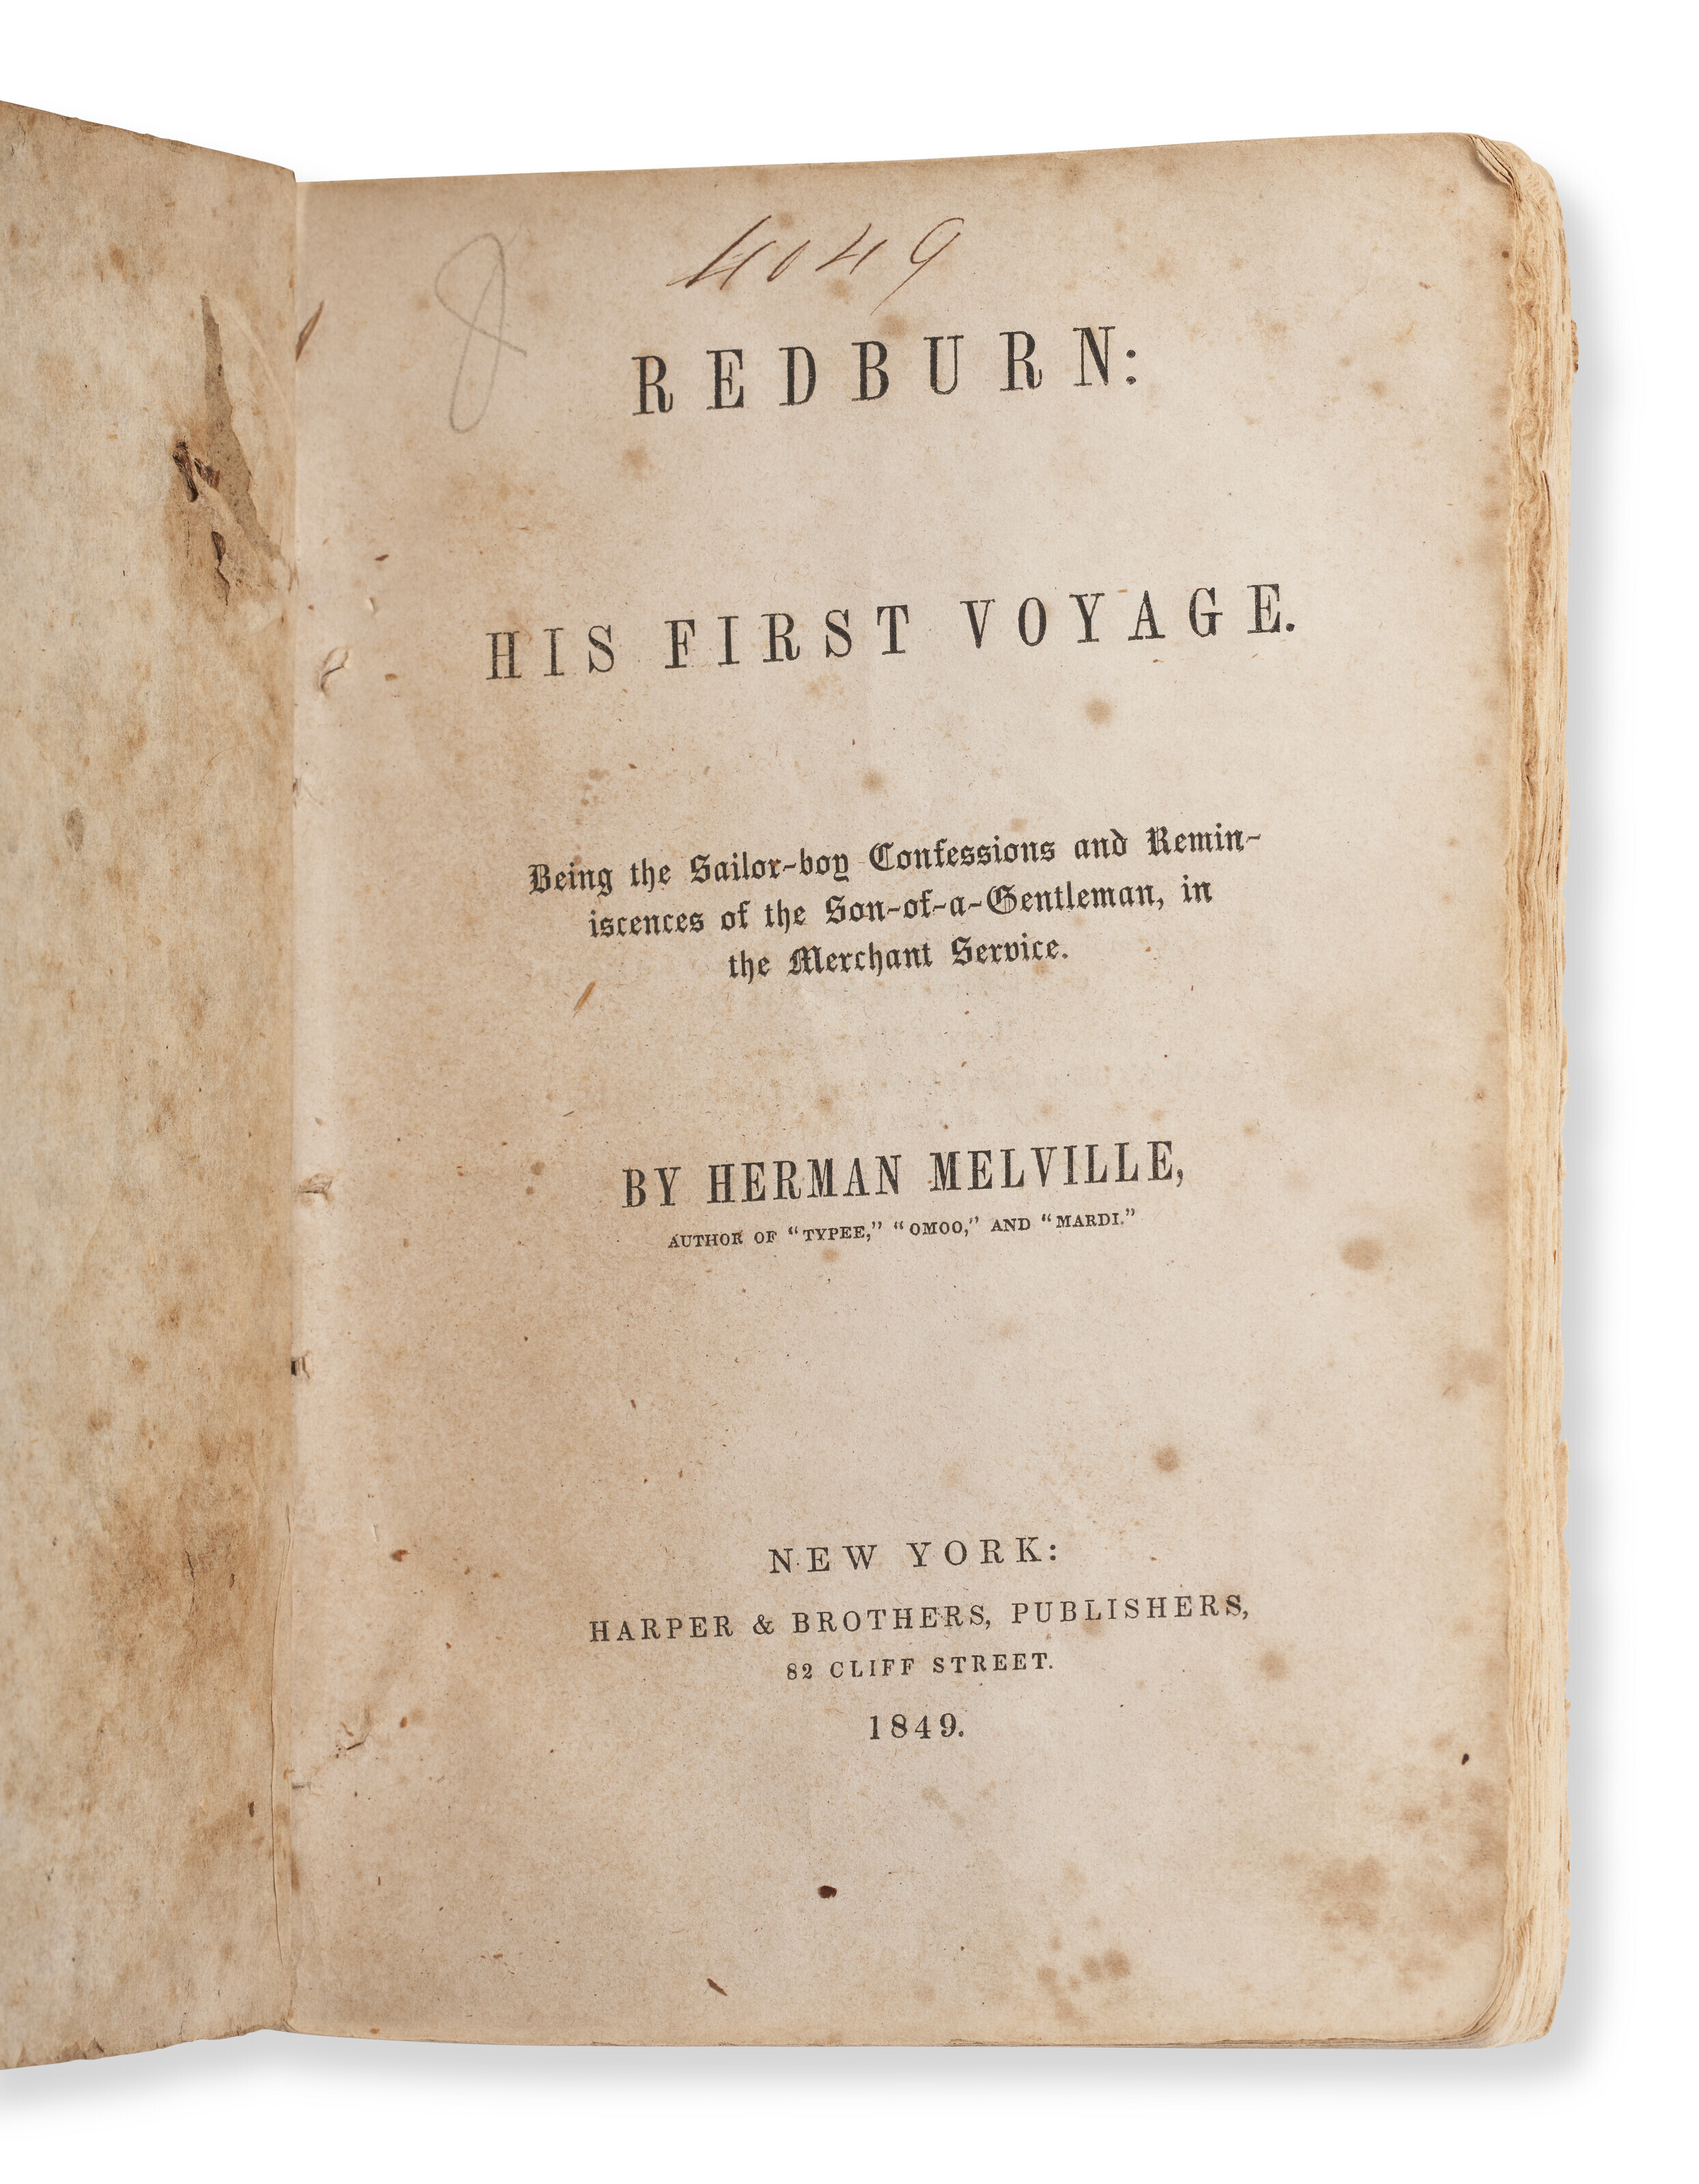 4049
8
REDBURN:
HIS FIRST VOYAGE.
Being the Sailor-boy Confessions and Remin-
iscences of the Son-of-a-Gentleman, in
the Merchant Service.
BY HERMAN MELVILLE,
AUTHOR OF “TYPEE,” “OMOO,” AND “MARDI.”
NEW YORK:
HARPER & BROTHERS, PUBLISHERS,
82 CLIFF STREET.
1849.